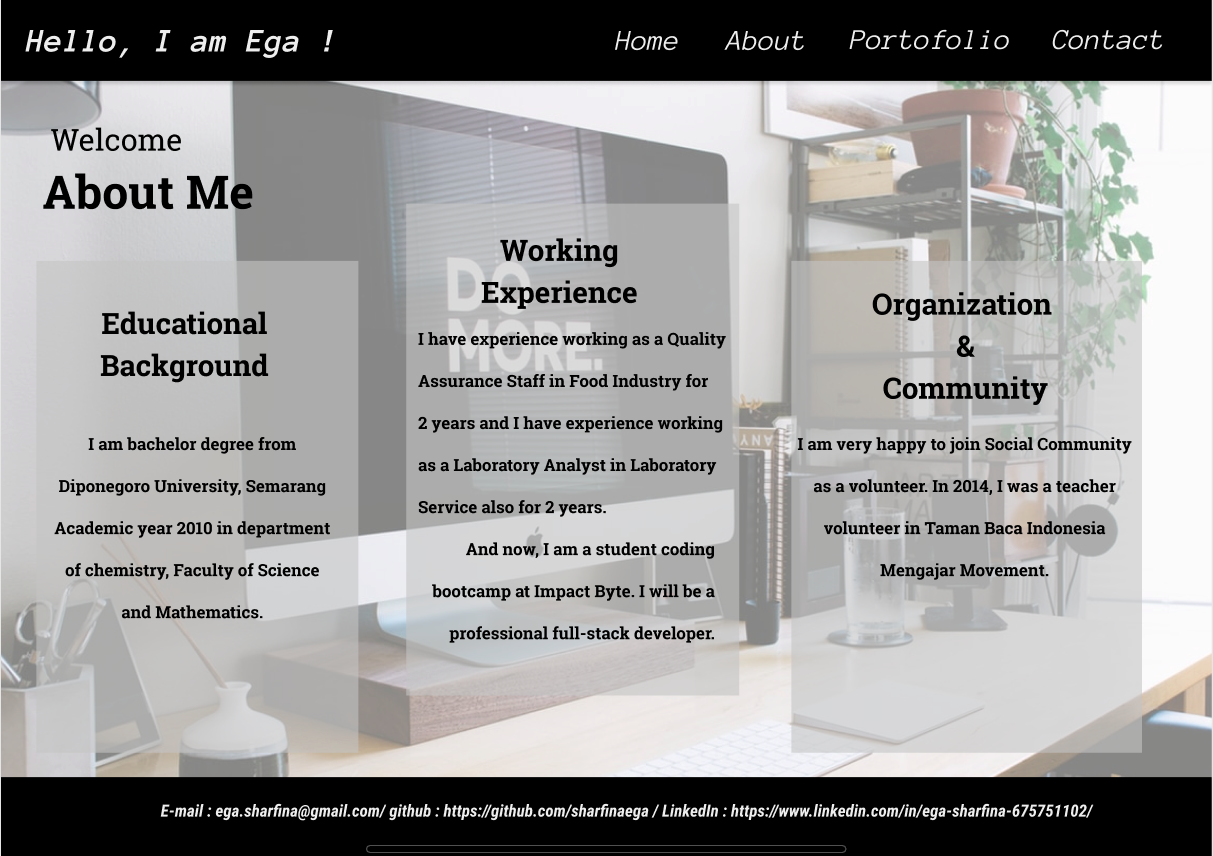 Hello, I am Ega !
Home About Portofolio Contact
Welcome
About Me
Educational
Background
I am bachelor degree from
Diponegoro University, Semarang
Academic year 2010 in department
of chemistry, Faculty of Science
and Mathematics.
Working
Experience
I have experience working as a Quality
Assurance Staff in Food Industry for
2 years and I have experience working
as a Laboratory Analyst in Laboratory
Service also for 2 years.
And now, I am a student coding
bootcamp at Impact Byte. I will be a
professional full-stack developer.
DO
MORE.
Organization
&
Community
I am very happy to join Social Community
as a volunteer. In 2014, I was a teacher
volunteer in Taman Baca Indonesia
Mengajar Movement.
E-mail : ega.sharfina@gmail.com/ github : https://github.com/sharfinaega / LinkedIn : https://www.linkedin.com/in/ega-sharfina-675751102/